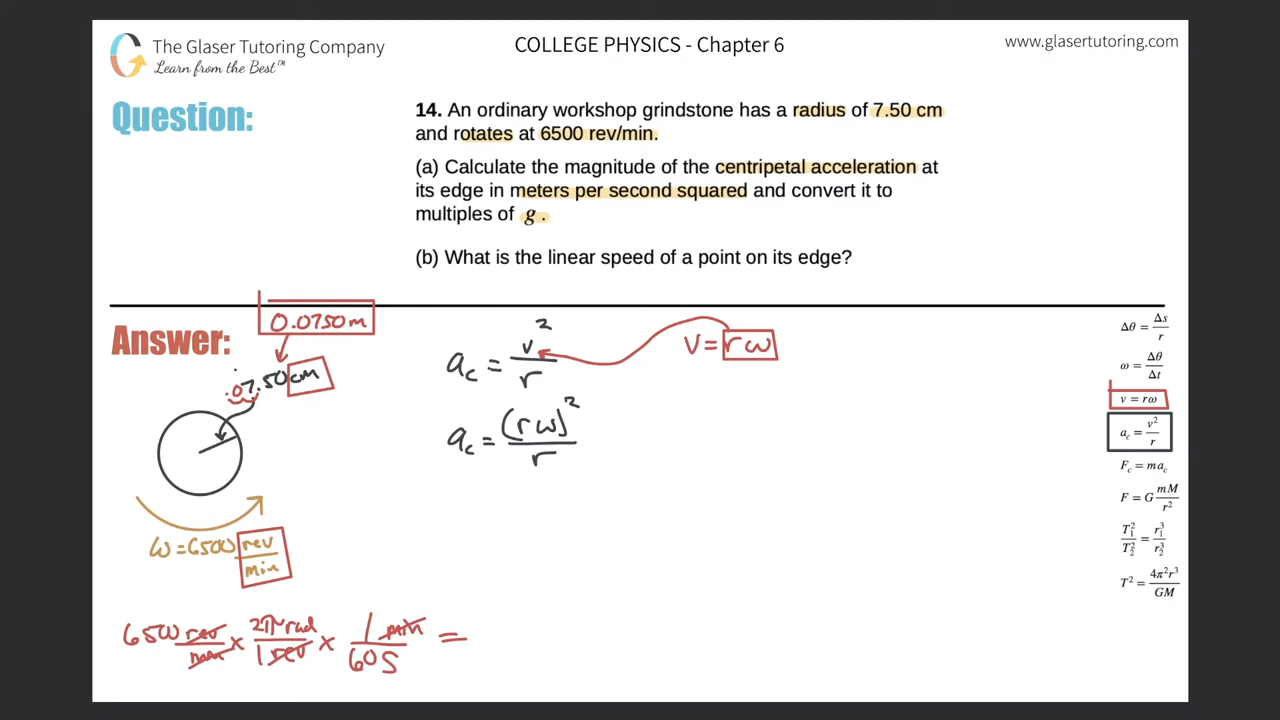 The Glaser Tutoring Company
Learn from the Best™
COLLEGE PHYSICS - Chapter 6
www.glasertutoring.com
Question:
14. An ordinary workshop grindstone has a radius of 7.50 cm
and rotates at 6500 rev/min.
(a) Calculate the magnitude of the centripetal acceleration at
its edge in meters per second squared and convert it to
multiples of g .
(b) What is the linear speed of a point on its edge?
Answer:
0.0750m
.07.50cm
ω=6500 rev/min
6500 rev/min × 2π rad/1 rev × 1 min/60 s =
a_c = v²/r
v = rω
a_c = (rω)²/r
Δθ = Δs/r
ω = Δθ/Δt
v = rω
a_c = v²/r
F_c = ma_c
F = G mM/r²
T₁²/T₂² = r₁³/r₂³
T² = 4π²r³/GM